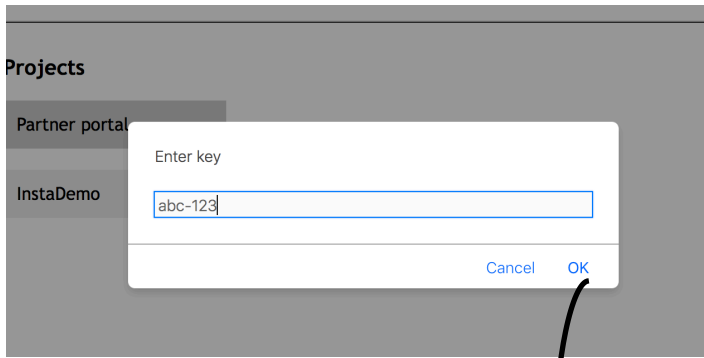 Projects
Partner portal
Enter key
InstaDemo
abc-123
Cancel OK